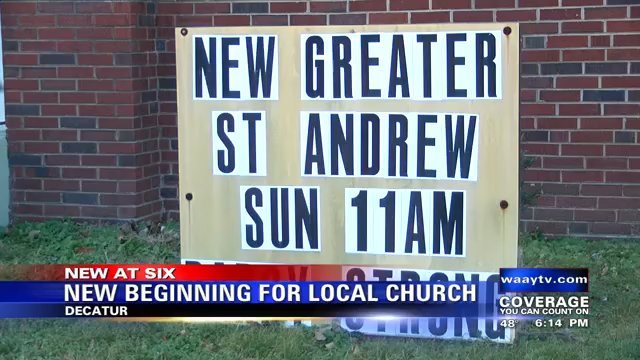 NEW GREATER
ST ANDREW
SUN 11AM
STRONG
NEW AT SIX
NEW BEGINNING FOR LOCAL CHURCH
DECATUR
waaytv.com
COVERAGE
YOU CAN COUNT ON
48° 6:14 PM